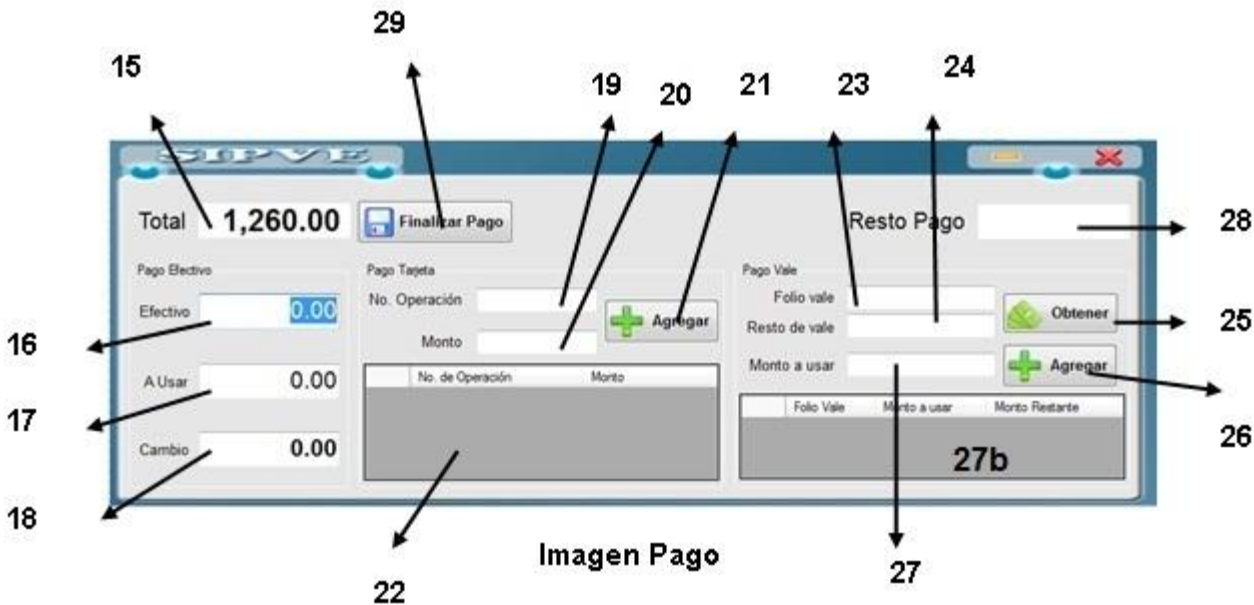 29
15
19
20
21
23
24
SIPVE
Total 1,260.00 Finalizar Pago
Resto Pago
28
Pago Efectivo
Pago Tarjeta
Pago Vale
Efectivo 0.00
No. Operación
Agregar
Folio vale
Obtener
25
16
Monto
Resto de vale
A Usar 0.00
No. de Operación Monto
Monto a usar
Agregar
17
Folio Vale Monto a usar Monto Restante
26
Cambio 0.00
27b
18
Imagen Pago
27
22